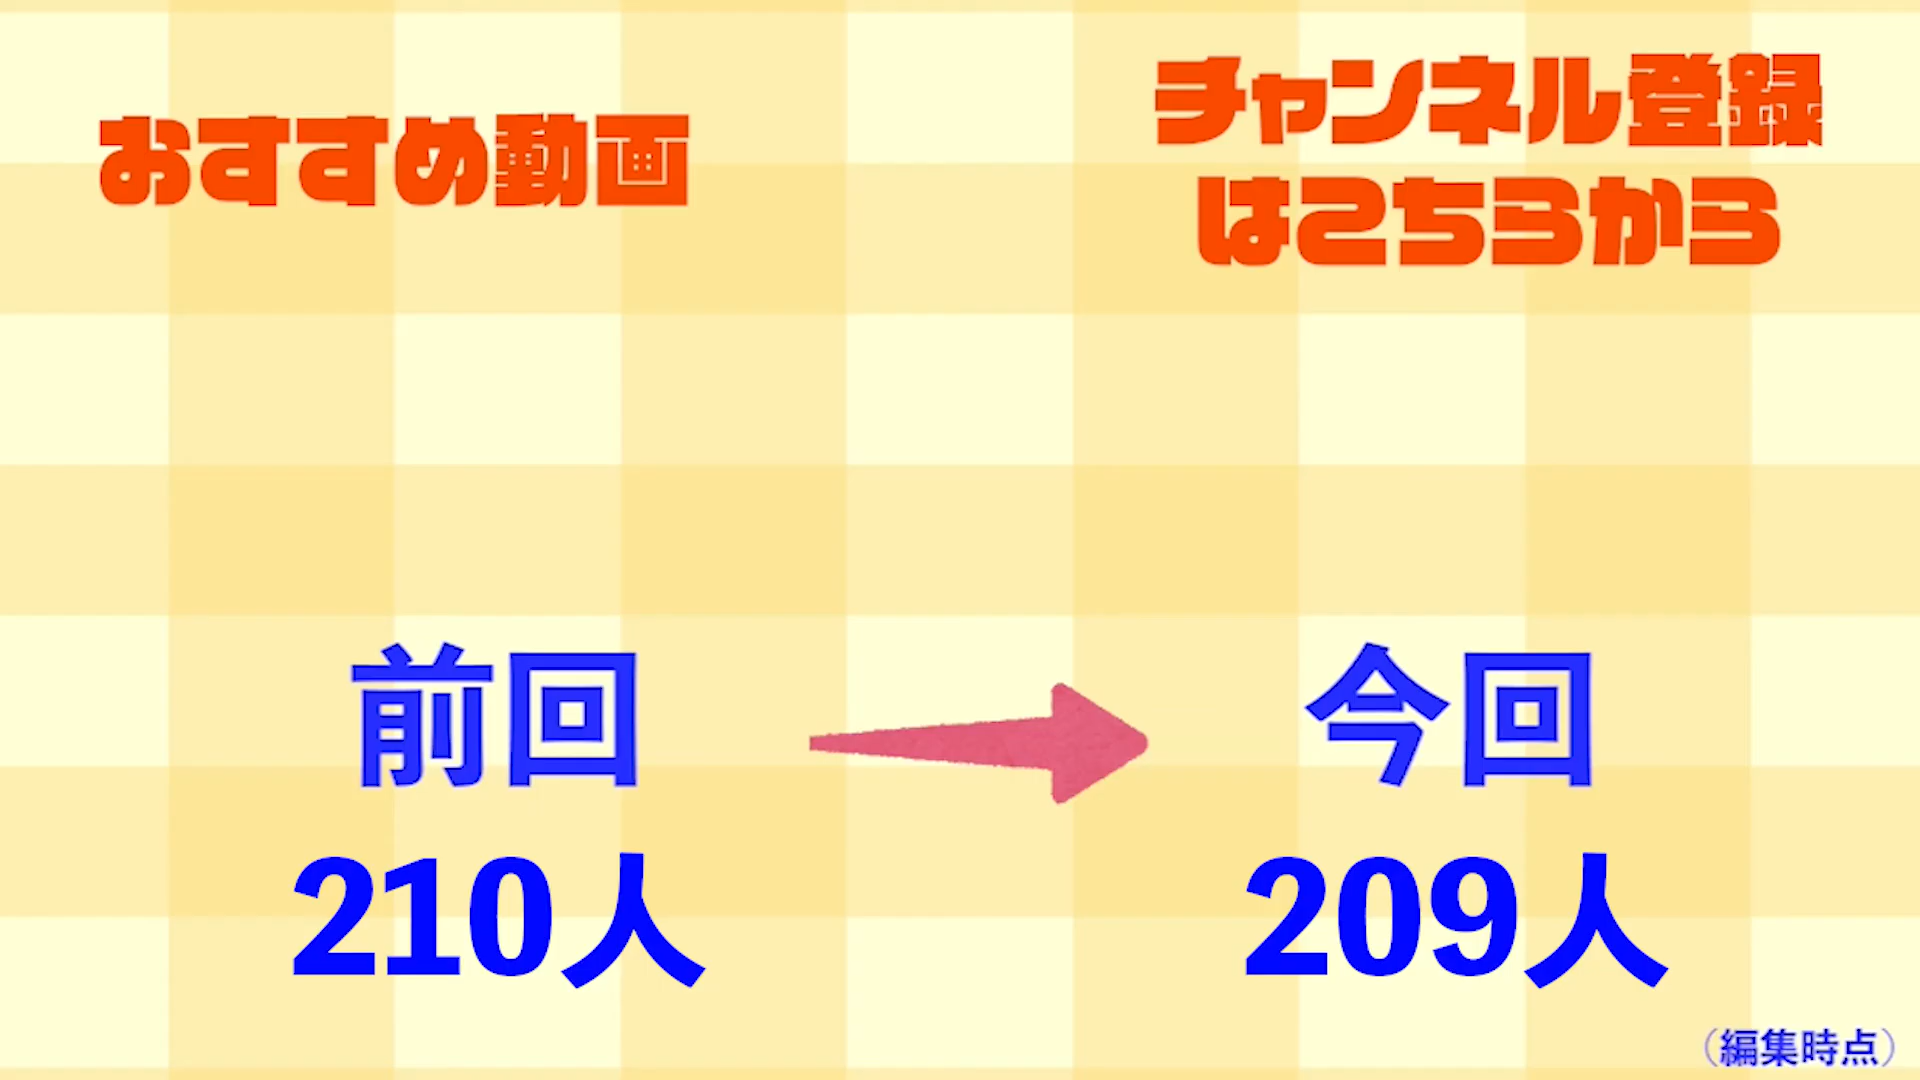 おすすめ動画
チャンネル登録
はこちらから
前回
今回
210人
209人
（編集時点）